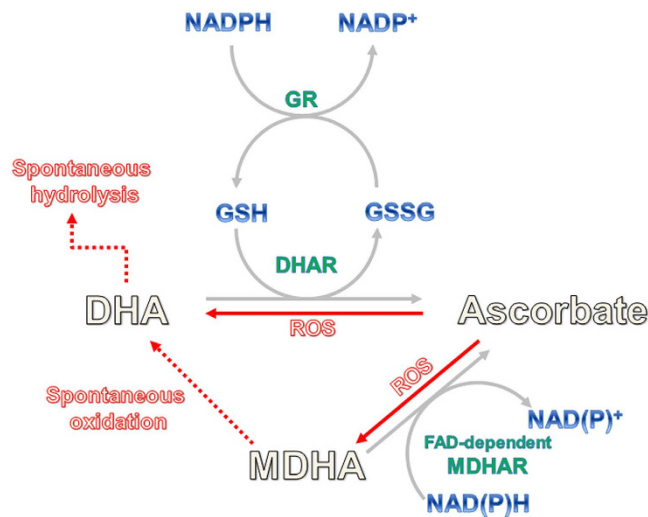 NADPH NADP⁺
GR
Spontaneous
hydrolysis
GSH GSSG
DHAR
DHA Ascorbate
ROS
ROS
Spontaneous
oxidation
NAD(P)⁺
FAD-dependent
MDHAR
MDHA
NAD(P)H